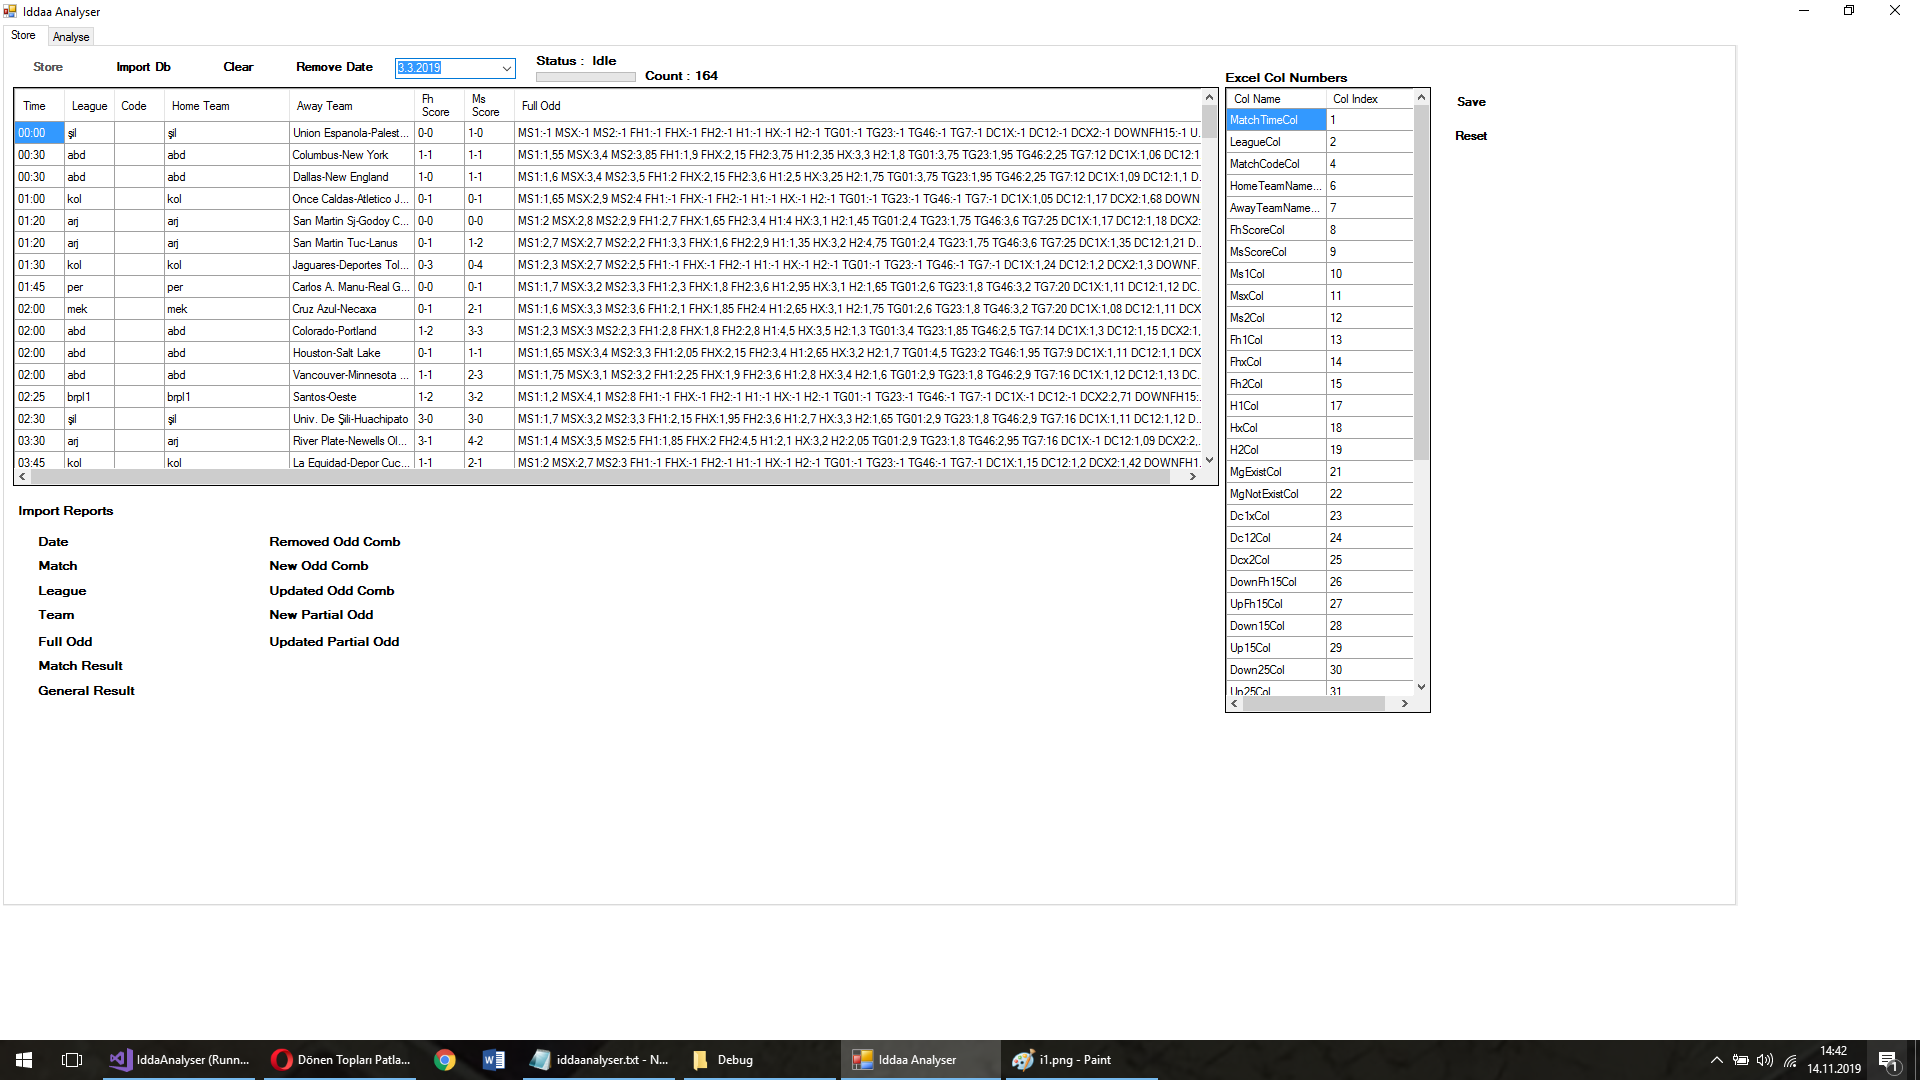 Iddaa Analyser
Store Analyse
Store Import Db Clear Remove Date 3.3.2019 Status : Idle Count : 164
Excel Col Numbers
Time League Code Home Team Away Team Fh Score Ms Score Full Odd
00:00 şil şil Union Espanola-Palest... 0-0 1-0 MS1:-1 MSX:-1 MS2:-1 FH1:-1 FHX:-1 FH2:-1 H1:-1 HX:-1 H2:-1 TG01:-1 TG23:-1 TG46:-1 TG7:-1 DC1X:-1 DC12:-1 DCX2:-1 DOWNFH15:-1 U...
00:30 abd abd Columbus-New York 1-1 1-1 MS1:1,55 MSX:3,4 MS2:3,85 FH1:1,9 FHX:2,15 FH2:3,75 H1:2,35 HX:3,3 H2:1,8 TG01:3,75 TG23:1,95 TG46:2,25 TG7:12 DC1X:1,06 DC12:1
00:30 abd abd Dallas-New England 1-0 1-1 MS1:1,6 MSX:3,4 MS2:3,5 FH1:2 FHX:2,15 FH2:3,6 H1:2,5 HX:3,25 H2:1,75 TG01:3,75 TG23:1,95 TG46:2,25 TG7:12 DC1X:1,09 DC12:1,1 D...
01:00 kol kol Once Caldas-Atletico J... 0-1 0-1 MS1:1,65 MSX:2,9 MS2:4 FH1:-1 FHX:-1 FH2:-1 H1:-1 HX:-1 H2:-1 TG01:-1 TG23:-1 TG46:-1 TG7:-1 DC1X:1,05 DC12:1,17 DCX2:1,68 DOWN
01:20 arj arj San Martin Sj-Godoy C... 0-0 0-0 MS1:2 MSX:2,8 MS2:2,9 FH1:2,7 FHX:1,65 FH2:3,4 H1:4 HX:3,1 H2:1,45 TG01:2,4 TG23:1,75 TG46:3,6 TG7:25 DC1X:1,17 DC12:1,18 DCX2:
01:20 arj arj San Martin Tuc-Lanus 0-1 1-2 MS1:2,7 MSX:2,7 MS2:2,2 FH1:3,3 FHX:1,6 FH2:2,9 H1:1,35 HX:3,2 H2:4,75 TG01:2,4 TG23:1,75 TG46:3,6 TG7:25 DC1X:1,35 DC12:1,21 D...
01:30 kol kol Jaguares-Deportes Tol... 0-3 0-4 MS1:2,3 MSX:2,7 MS2:2,5 FH1:-1 FHX:-1 FH2:-1 H1:-1 HX:-1 H2:-1 TG01:-1 TG23:-1 TG46:-1 TG7:-1 DC1X:1,24 DC12:1,2 DCX2:1,3 DOWNF...
01:45 per per Carlos A. Manu-Real G... 0-0 0-1 MS1:1,7 MSX:3,2 MS2:3,3 FH1:2,3 FHX:1,8 FH2:3,6 H1:2,95 HX:3,1 H2:1,65 TG01:2,6 TG23:1,8 TG46:3,2 TG7:20 DC1X:1,11 DC12:1,12 DC...
02:00 mek mek Cruz Azul-Necaxa 0-1 2-1 MS1:1,6 MSX:3,3 MS2:3,6 FH1:2,1 FHX:1,85 FH2:4 H1:2,65 HX:3,1 H2:1,75 TG01:2,6 TG23:1,8 TG46:3,2 TG7:20 DC1X:1,08 DC12:1,11 DCX
02:00 abd abd Colorado-Portland 1-2 3-3 MS1:2,3 MSX:3 MS2:2,3 FH1:2,8 FHX:1,8 FH2:2,8 H1:4,5 HX:3,5 H2:1,3 TG01:3,4 TG23:1,85 TG46:2,5 TG7:14 DC1X:1,3 DC12:1,15 DCX2:1,
02:00 abd abd Houston-Salt Lake 0-1 1-1 MS1:1,65 MSX:3,4 MS2:3,3 FH1:2,05 FHX:2,15 FH2:3,4 H1:2,65 HX:3,2 H2:1,7 TG01:4,5 TG23:2 TG46:1,95 TG7:9 DC1X:1,11 DC12:1,1 DCX
02:00 abd abd Vancouver-Minnesota ... 1-1 2-3 MS1:1,75 MSX:3,1 MS2:3,2 FH1:2,25 FHX:1,9 FH2:3,6 H1:2,8 HX:3,4 H2:1,6 TG01:2,9 TG23:1,8 TG46:2,9 TG7:16 DC1X:1,12 DC12:1,13 DC...
02:25 brpl1 brpl1 Santos-Oeste 1-2 3-2 MS1:1,2 MSX:4,1 MS2:8 FH1:-1 FHX:-1 FH2:-1 H1:-1 HX:-1 H2:-1 TG01:-1 TG23:-1 TG46:-1 TG7:-1 DC1X:-1 DC12:-1 DCX2:2,71 DOWNFH15:...
02:30 şil şil Univ. De Şili-Huachipato 3-0 3-0 MS1:1,7 MSX:3,2 MS2:3,3 FH1:2,15 FHX:1,95 FH2:3,6 H1:2,7 HX:3,3 H2:1,65 TG01:2,9 TG23:1,8 TG46:2,9 TG7:16 DC1X:1,11 DC12:1,12 D...
03:30 arj arj River Plate-Newells Ol... 3-1 4-2 MS1:1,4 MSX:3,5 MS2:5 FH1:1,85 FHX:2 FH2:4,5 H1:2,1 HX:3,2 H2:2,05 TG01:2,9 TG23:1,8 TG46:2,95 TG7:16 DC1X:-1 DC12:1,09 DCX2:2,...
03:45 kol kol La Equidad-Depor Cuc... 1-1 2-1 MS1:2 MSX:2,7 MS2:3 FH1:-1 FHX:-1 FH2:-1 H1:-1 HX:-1 H2:-1 TG01:-1 TG23:-1 TG46:-1 TG7:-1 DC1X:1,15 DC12:1,2 DCX2:1,42 DOWNFH1...
Col Name Col Index
MatchTimeCol 1
LeagueCol 2
MatchCodeCol 4
HomeTeamName... 6
AwayTeamName... 7
FhScoreCol 8
MsScoreCol 9
Ms1Col 10
MsxCol 11
Ms2Col 12
Fh1Col 13
FhxCol 14
Fh2Col 15
H1Col 17
HxCol 18
H2Col 19
MgExistCol 21
MgNotExistCol 22
Dc1xCol 23
Dc12Col 24
Dcx2Col 25
DownFh15Col 26
UpFh15Col 27
Down15Col 28
Up15Col 29
Down25Col 30
Up25Col 31
Save
Reset
Import Reports
Date Removed Odd Comb
Match New Odd Comb
League Updated Odd Comb
Team New Partial Odd
Full Odd Updated Partial Odd
Match Result
General Result
IddaAnalyser (Runn... Dönen Topları Patla... iddaanalyser.txt - N... Debug Iddaa Analyser i1.png - Paint 14:42
14.11.2019 1